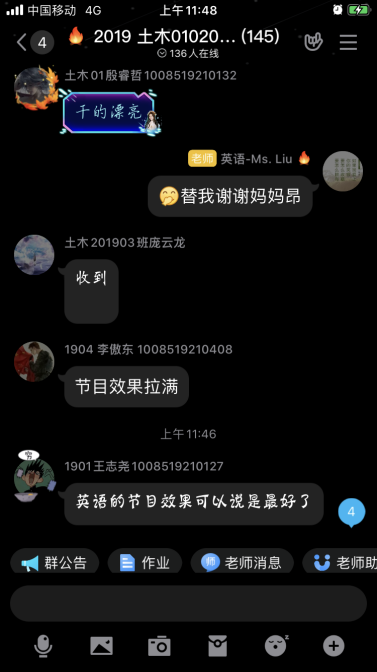 中国移动 4G 上午11:48
4 🔥 2019 土木01020... (145)
136人在线
土木01殷睿哲1008519210132
干的漂亮
老师 英语-Ms. Liu 🔥
🤭替我谢谢妈妈昂
土木201903班庞云龙
收到
1904 李傲东 1008519210408
节目效果拉满
上午11:46
1901王志尧1008519210127
英语的节目效果可以说是最好了
4
群公告 作业 老师消息 老师助